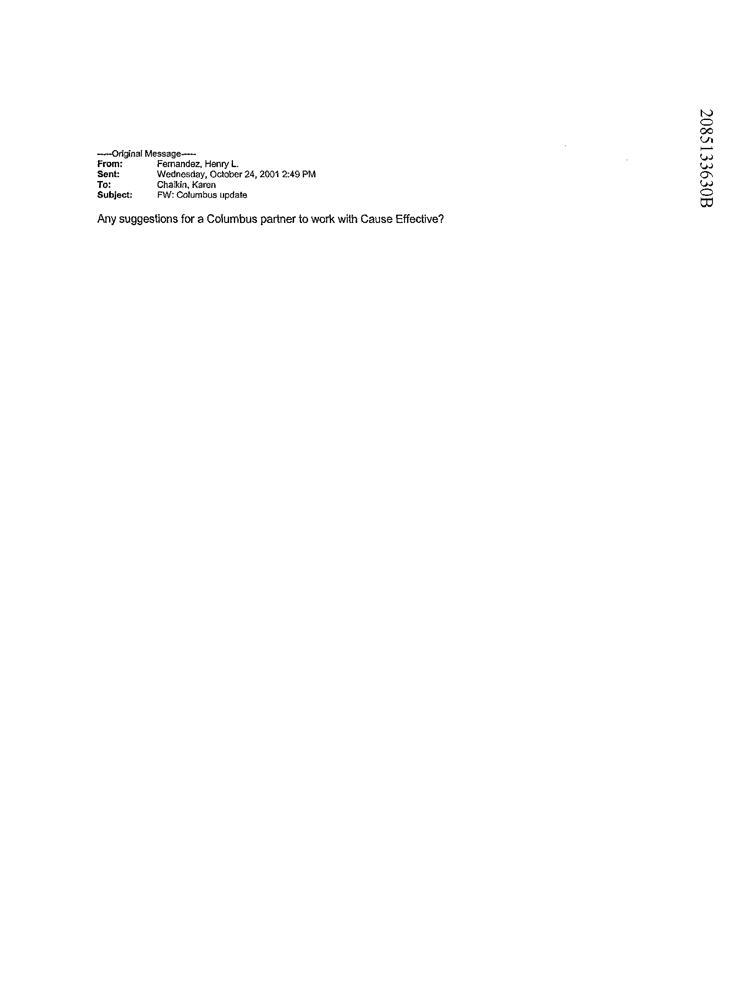 -----Original Message-----
From: Fernandez, Henry L.
Sent: Wednesday, October 24, 2001 2:49 PM
To: Chaikin, Karen
Subject: FW: Columbus update
Any suggestions for a Columbus partner to work with Cause Effective?
2085133630B